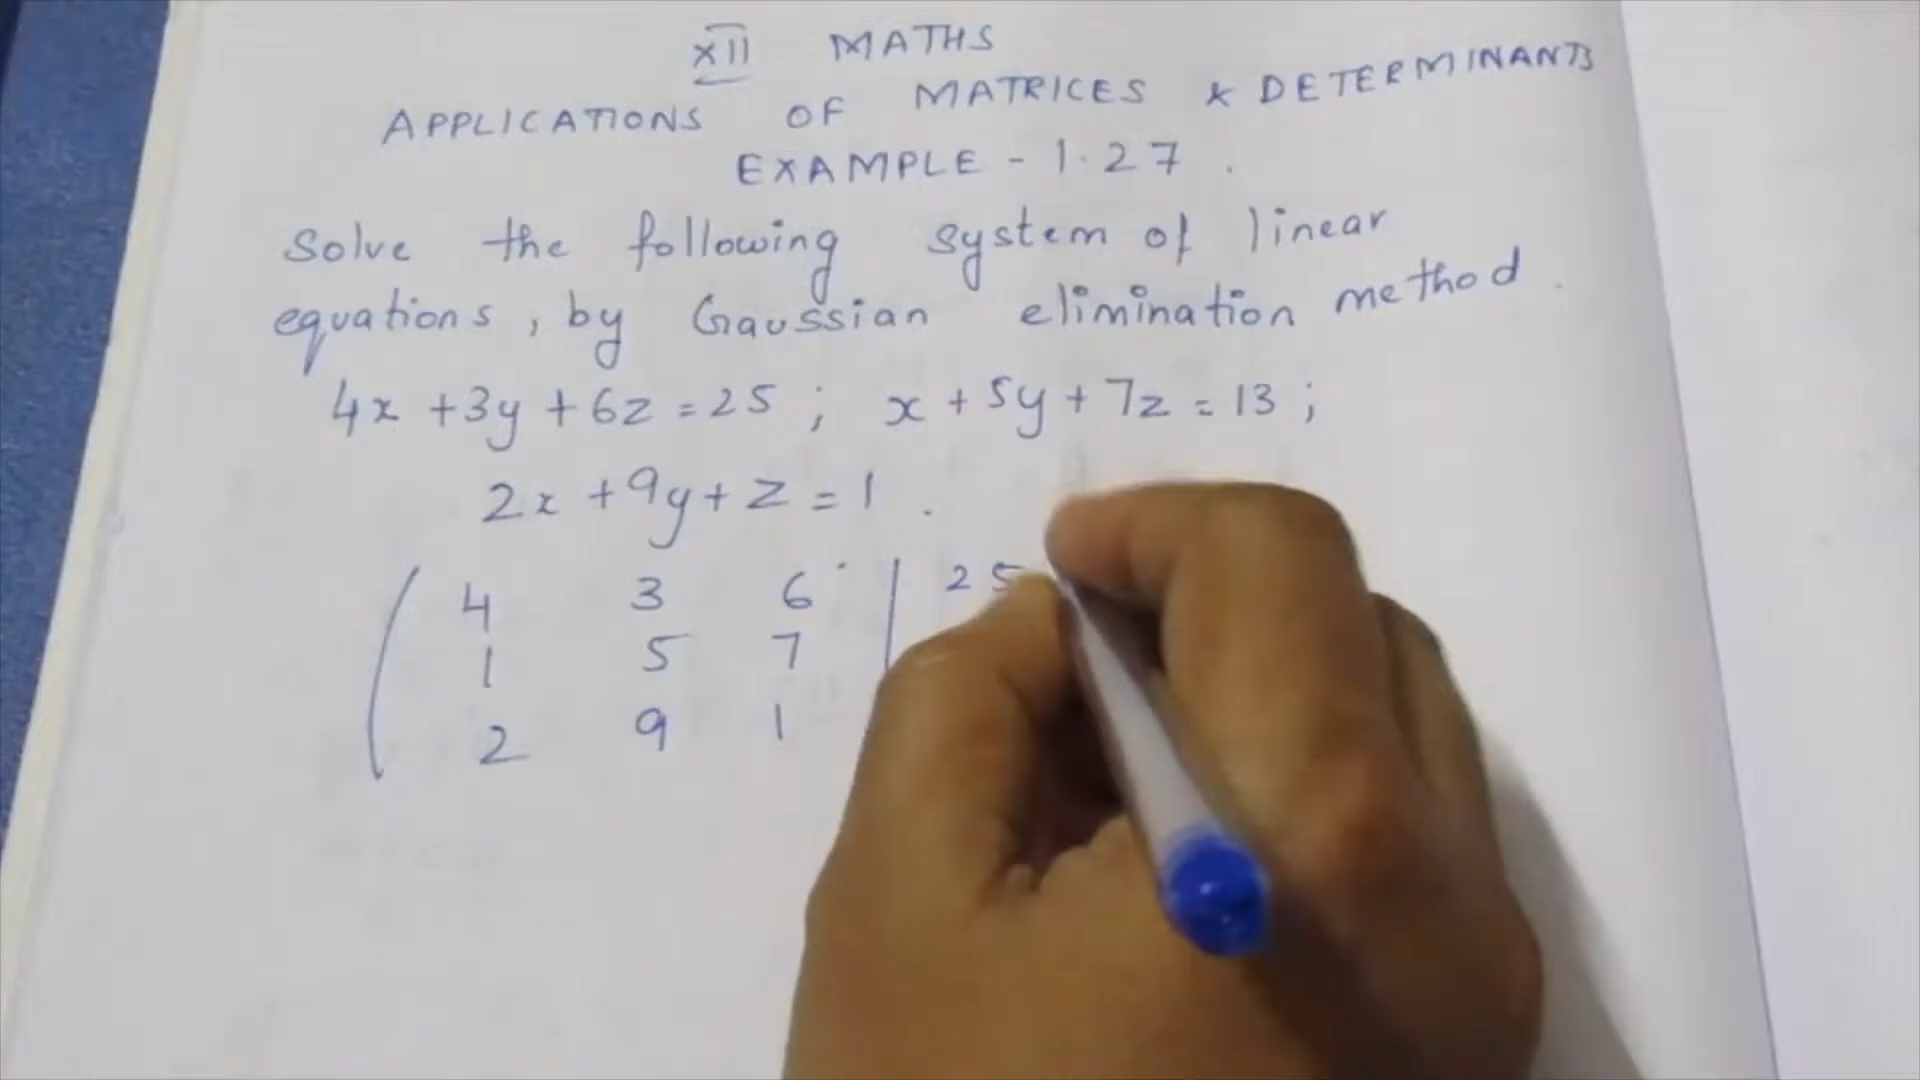 XII MATHS
APPLICATIONS OF MATRICES & DETERMINANTS
EXAMPLE - 1.27.
Solve the following system of linear
equations, by Gaussian elimination method.
4x + 3y + 6z = 25 ; x + 5y + 7z = 13 ;
2x + 9y + z = 1.
4 3 6 | 25
1 5 7
2 9 1